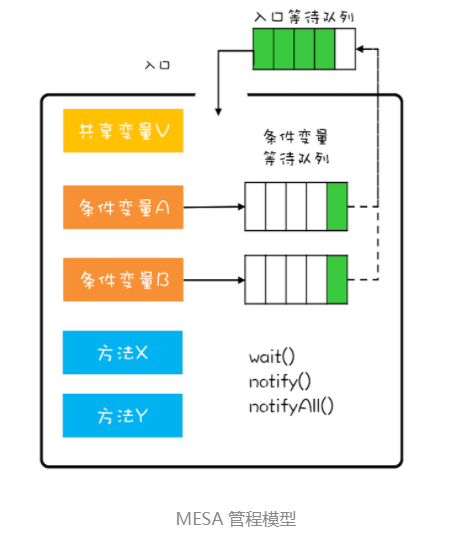 入口等待队列
入口
共享变量V
条件变量
等待队列
条件变量A
条件变量B
方法X
wait()
notify()
notifyAll()
方法Y
MESA 管程模型